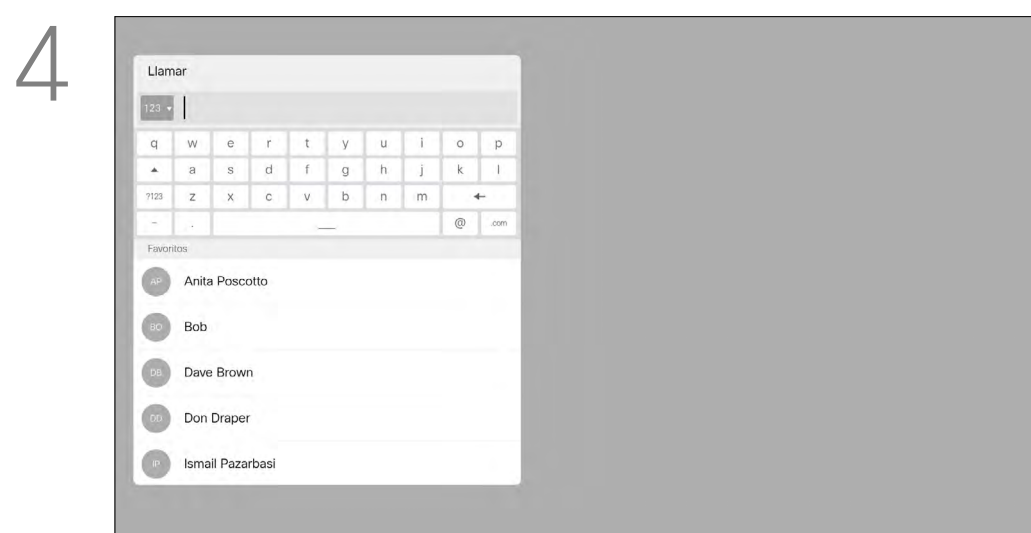 4
Llamar
123
q w e r t y u i o p
a s d f g h j k l
?123 z x c v b n m
- . @ .com
Favoritos
AP Anita Poscotto
BO Bob
DB Dave Brown
DD Don Draper
IP Ismail Pazarbasi